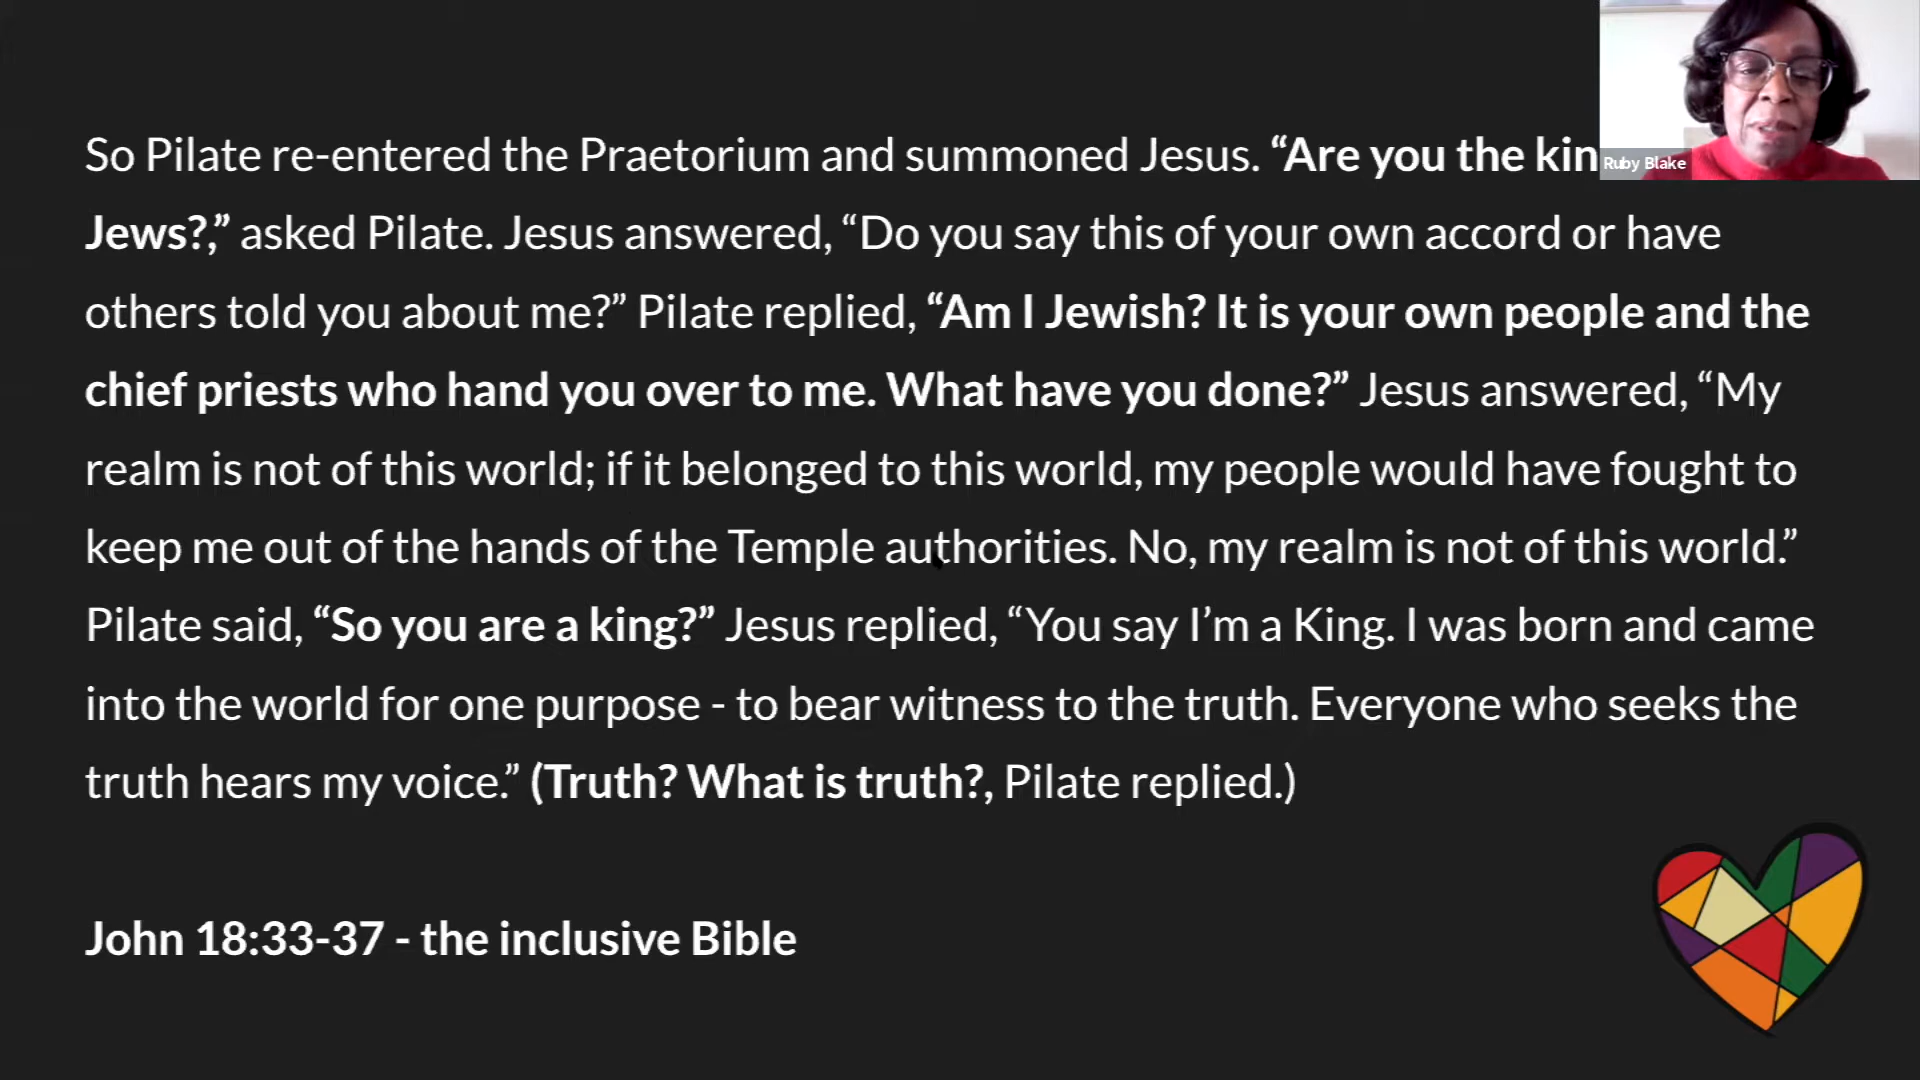 So Pilate re-entered the Praetorium and summoned Jesus. “Are you the kin
Ruby Blake
Jews?,” asked Pilate. Jesus answered, “Do you say this of your own accord or have
others told you about me?” Pilate replied, “Am I Jewish? It is your own people and the
chief priests who hand you over to me. What have you done?” Jesus answered, “My
realm is not of this world; if it belonged to this world, my people would have fought to
keep me out of the hands of the Temple authorities. No, my realm is not of this world.”
Pilate said, “So you are a king?” Jesus replied, “You say I’m a King. I was born and came
into the world for one purpose - to bear witness to the truth. Everyone who seeks the
truth hears my voice.” (Truth? What is truth?, Pilate replied.)
John 18:33-37 - the inclusive Bible